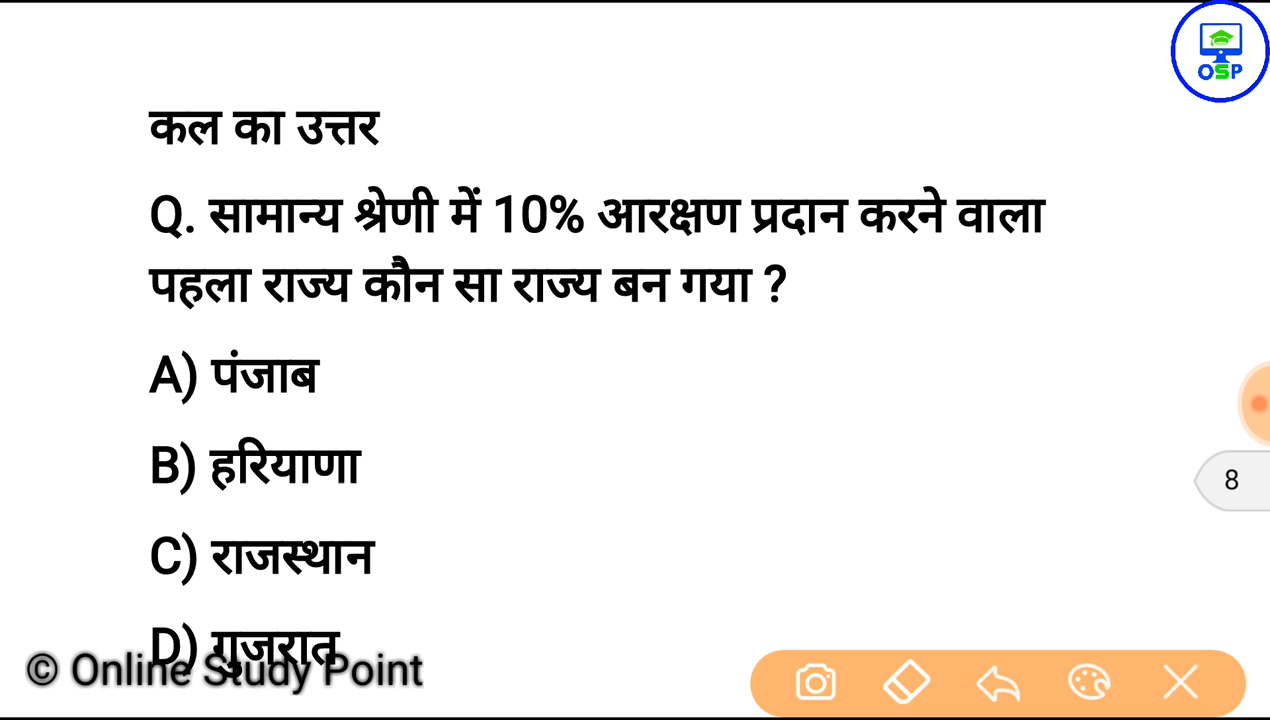 OSP
कल का उत्तर
Q. सामान्य श्रेणी में 10% आरक्षण प्रदान करने वाला
पहला राज्य कौन सा राज्य बन गया ?
A) पंजाब
B) हरियाणा
C) राजस्थान
D) गुजरात
© Online Study Point
8